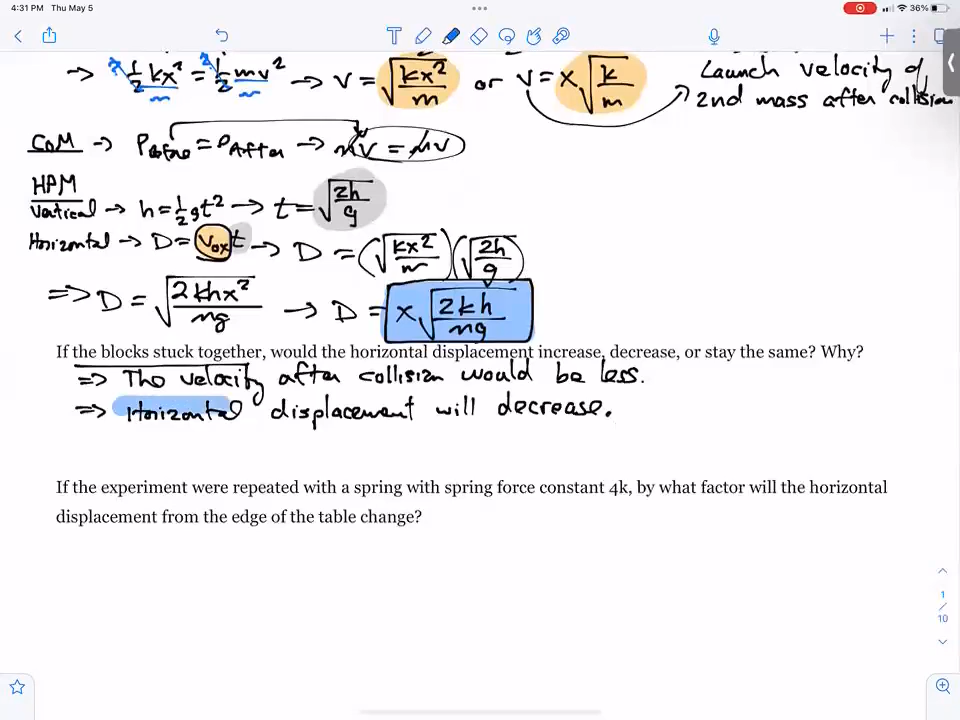 4:31 PM Thu May 5
36%
→ ½kx² = ½mv² → v = √(kx²/m) or v = x√(k/m)
Launch velocity of
2nd mass after collision
CoM → PBefore = PAfter → mv = mv
HPM
Vertical → h = ½gt² → t = √(2h/g)
Horizontal → D = Voxt → D = (√(kx²/m))(√(2h/g))
⇒ D = √(2khx²/mg) → D = x√(2kh/mg)
If the blocks stuck together, would the horizontal displacement increase, decrease, or stay the same? Why?
⇒ The velocity after collision would be less.
⇒ Horizontal displacement will decrease.
If the experiment were repeated with a spring with spring force constant 4k, by what factor will the horizontal
displacement from the edge of the table change?
1
/
10